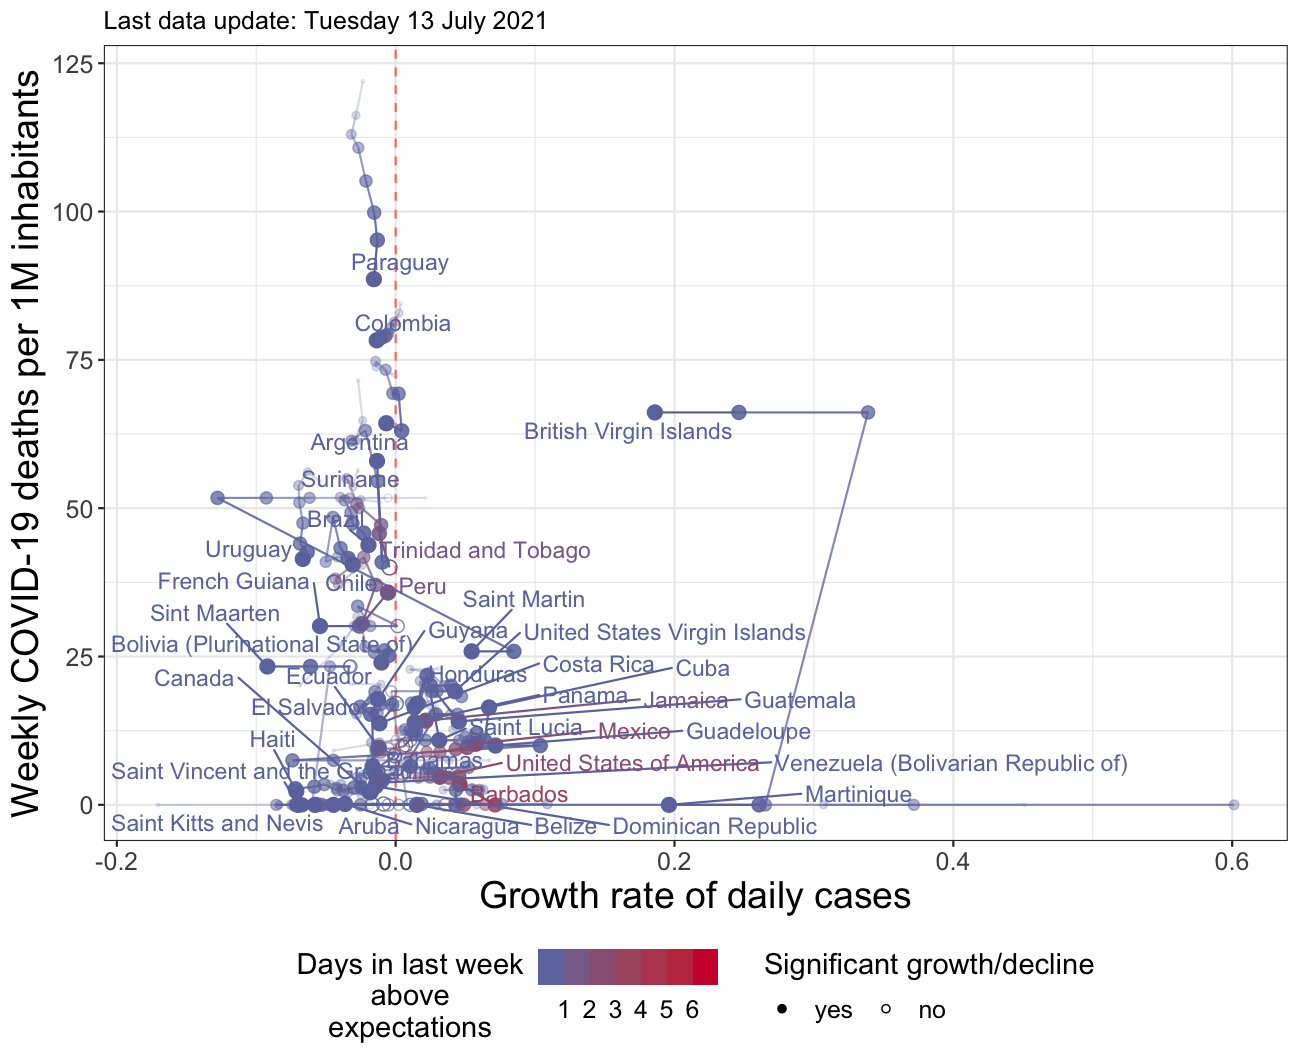 Last data update: Tuesday 13 July 2021
Weekly COVID-19 deaths per 1M inhabitants
125
100
75
50
25
0
Paraguay
Colombia
British Virgin Islands
Argentina
Suriname
Brazil
Uruguay
Trinidad and Tobago
French Guiana
Chile
Peru
Saint Martin
Sint Maarten
Guyana
United States Virgin Islands
Bolivia (Plurinational State of)
Costa Rica
Cuba
Canada
Ecuador
Honduras
Panama
Jamaica
Guatemala
El Salvador
Saint Lucia
Mexico
Guadeloupe
Haiti
Bahamas
United States of America
Venezuela (Bolivarian Republic of)
Saint Vincent and the Grenadines
Barbados
Martinique
Saint Kitts and Nevis
Aruba
Nicaragua
Belize
Dominican Republic
-0.2
0.0
0.2
0.4
0.6
Growth rate of daily cases
Days in last week
above
expectations
1 2 3 4 5 6
Significant growth/decline
yes
no